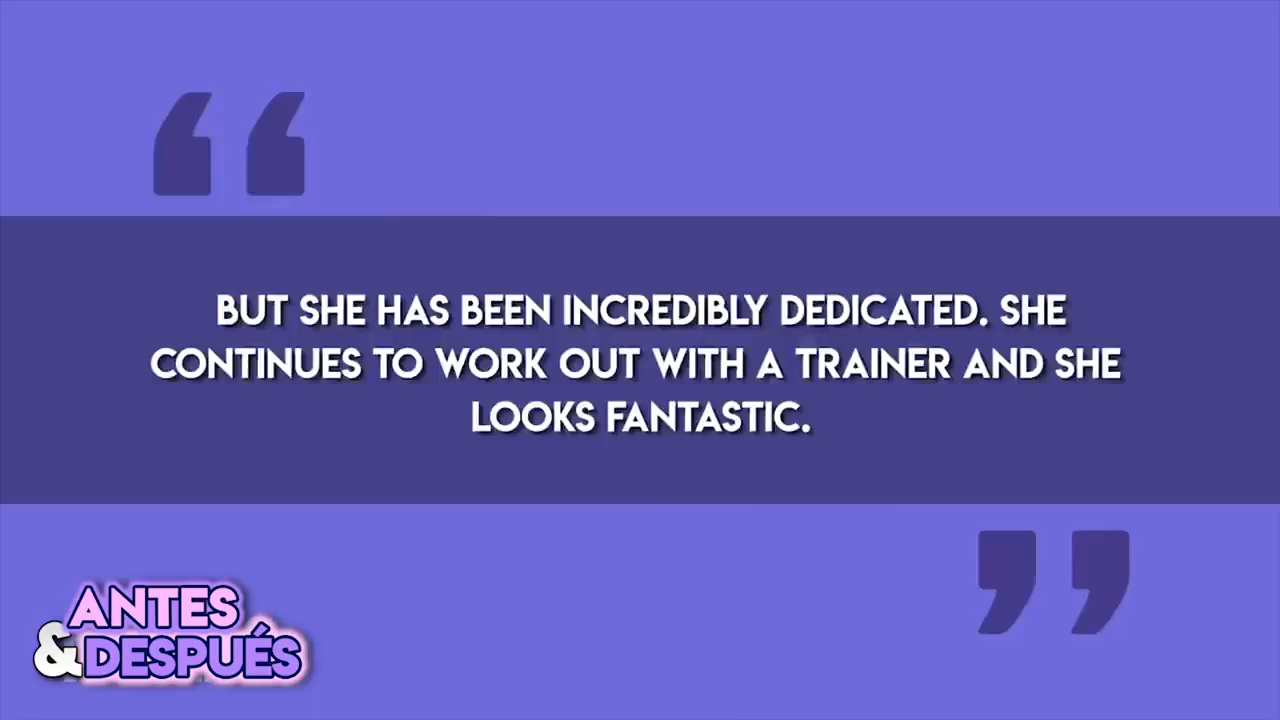 BUT SHE HAS BEEN INCREDIBLY DEDICATED. SHE
CONTINUES TO WORK OUT WITH A TRAINER AND SHE
LOOKS FANTASTIC.
ANTES
&DESPUÉS